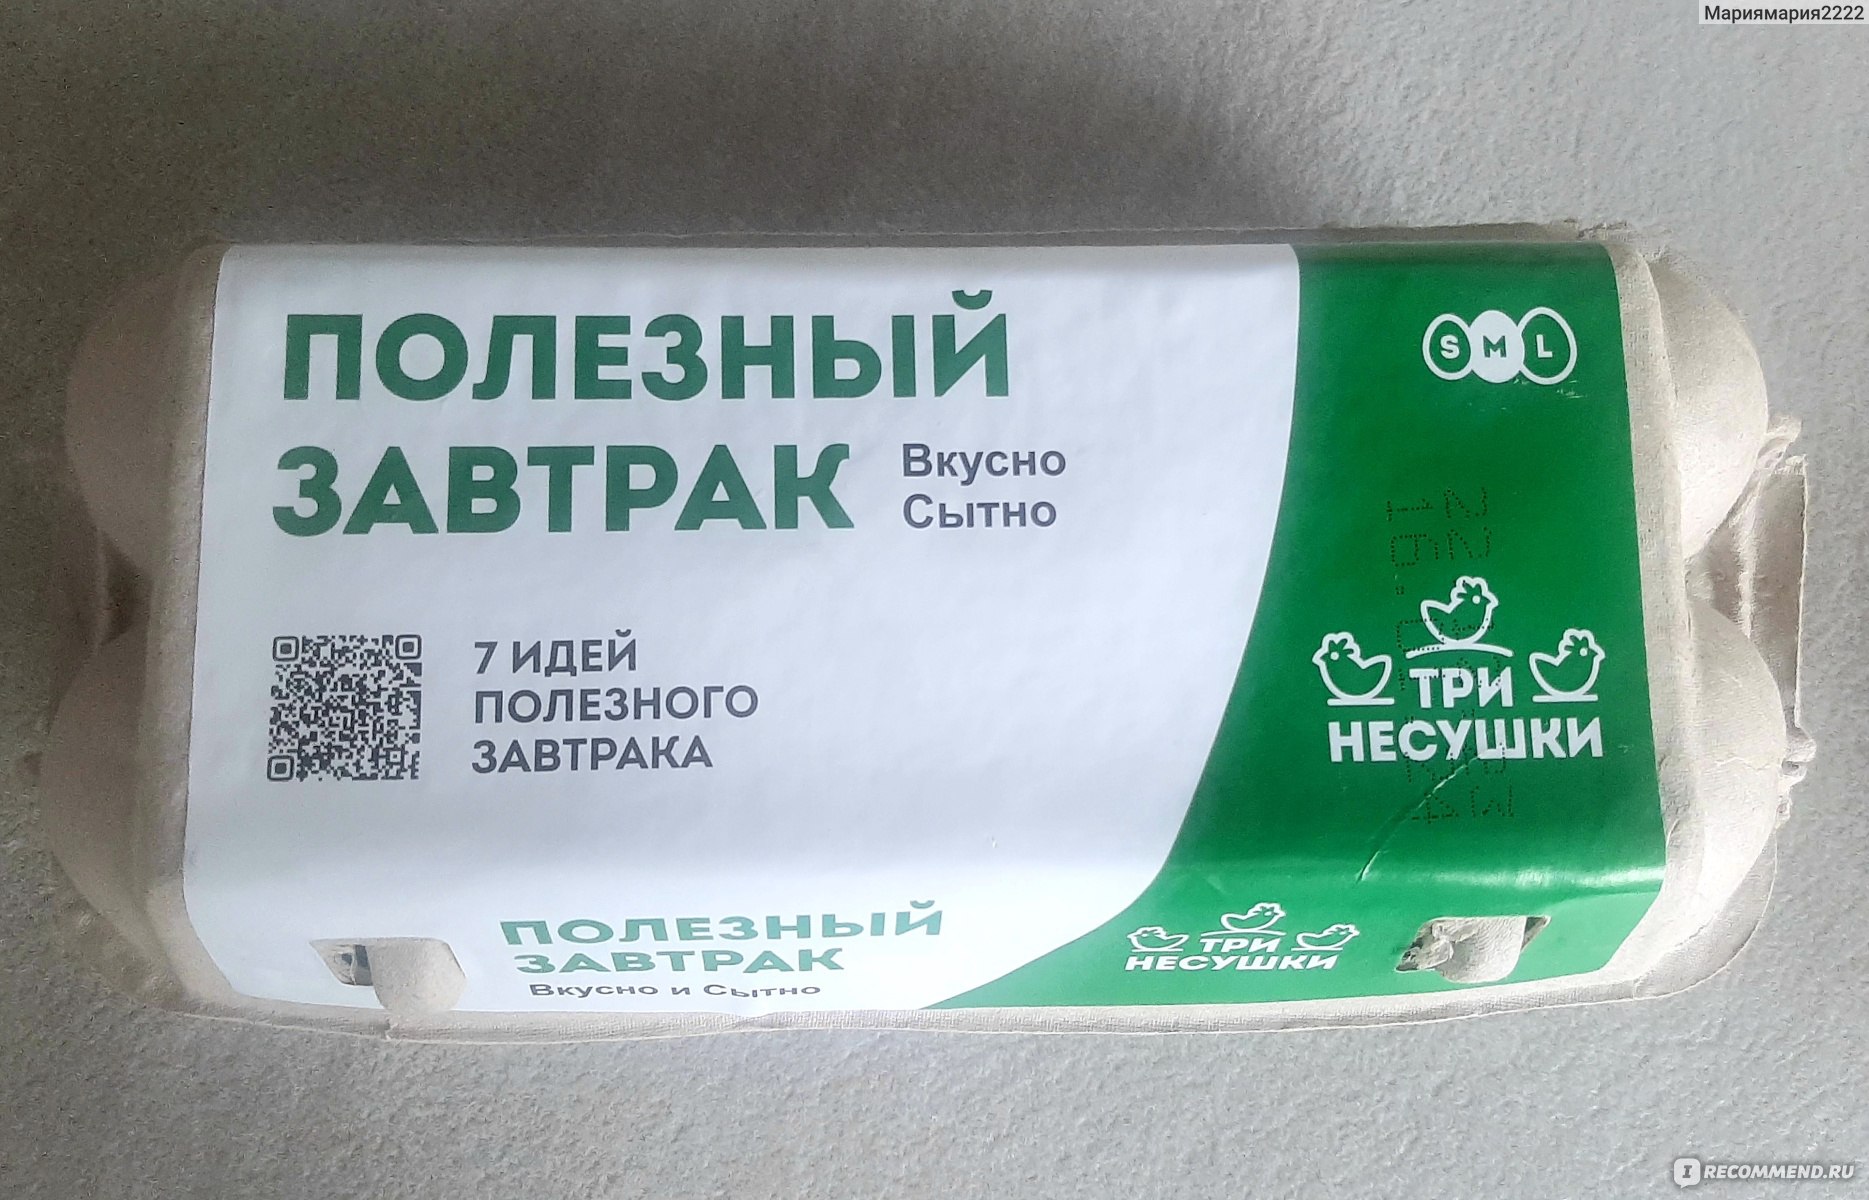 Мариямария2222
ПОЛЕЗНЫЙ
ЗАВТРАК
Вкусно
Сытно
S M L
7 ИДЕЙ
ПОЛЕЗНОГО
ЗАВТРАКА
ТРИ
НЕСУШКИ
ПОЛЕЗНЫЙ
ЗАВТРАК
Вкусно и Сытно
ТРИ
НЕСУШКИ
I RECOMMEND.RU